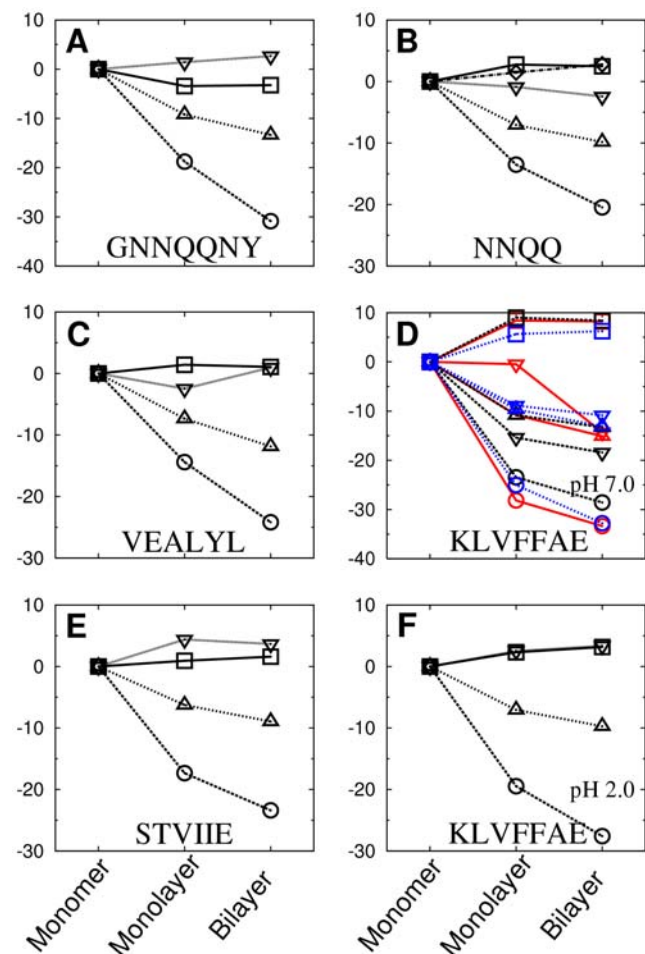 A
10
0
-10
-20
-30
-40
GNNQQNY
B
10
0
-10
-20
-30
NNQQ
C
10
0
-10
-20
-30
VEALYL
D
10
0
-10
-20
-30
-40
pH 7.0
KLVFFAE
E
10
0
-10
-20
-30
STVIIE
F
10
0
-10
-20
-30
pH 2.0
KLVFFAE
Monomer
Monolayer
Bilayer
Monomer
Monolayer
Bilayer